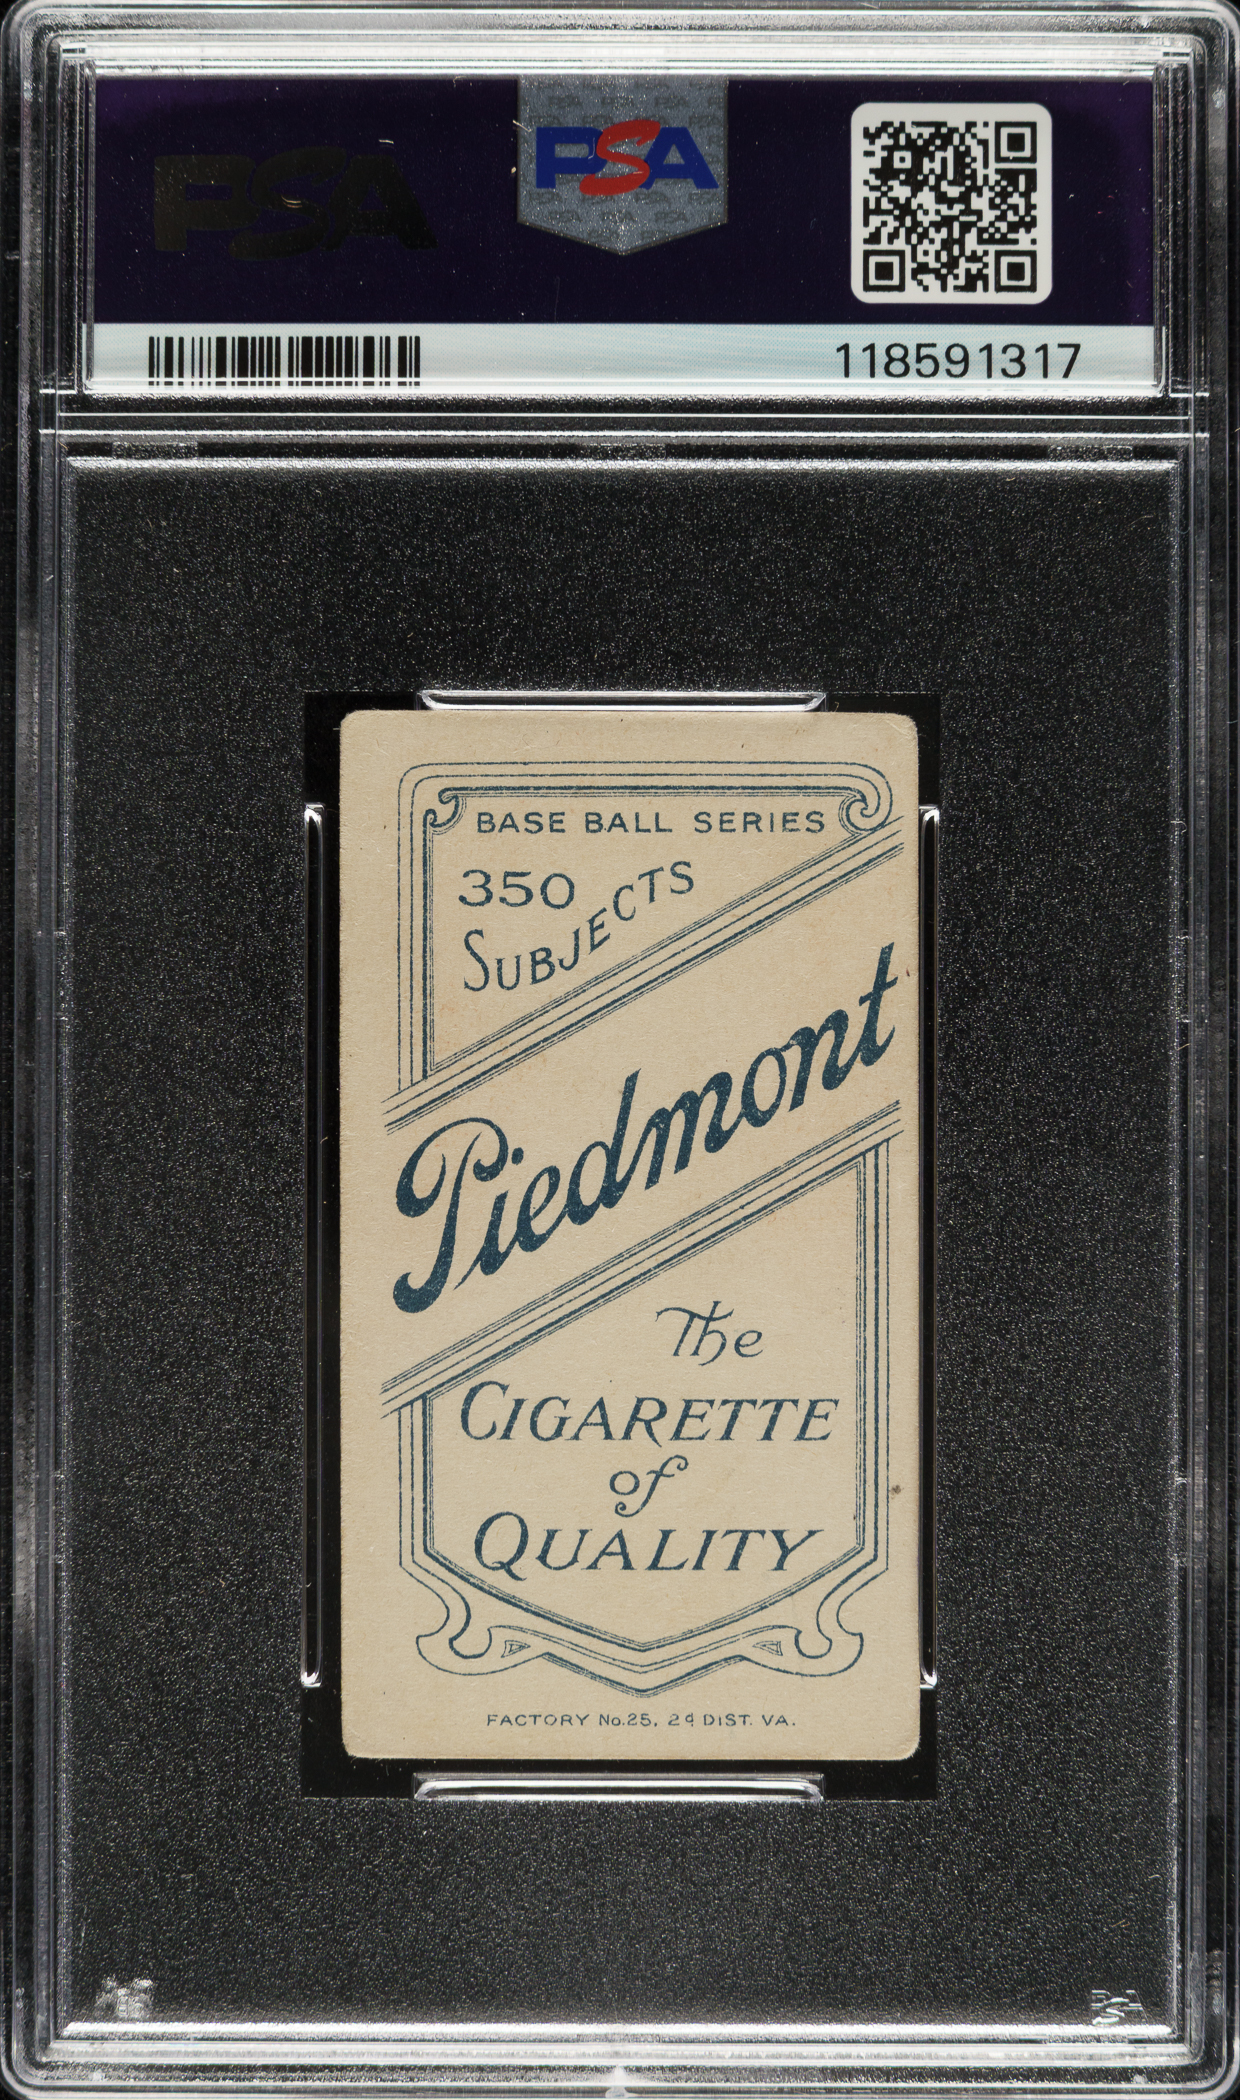 PSA
PSA
118591317
BASE BALL SERIES
350
SUBJECTS
Piedmont
The
CIGARETTE
of
QUALITY
FACTORY No.25, 2d DIST. VA.